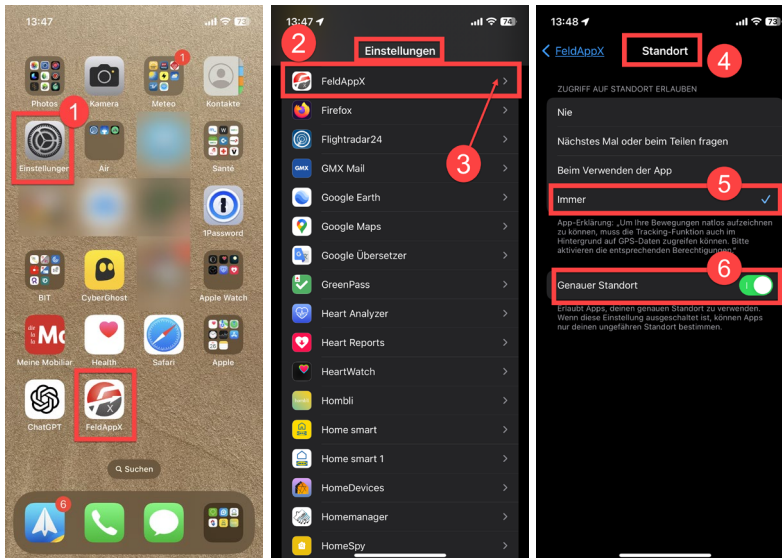 13:47
73
1
Photos
Kamera
Meteo
Kontakte
1
Einstellungen
Air
Santé
1Password
BIT
CyberGhost
Apple Watch
Meine Mobiliar
Health
Safari
Apple
ChatGPT
FeldAppX
Suchen
6
13:47
74
2
Einstellungen
FeldAppX
3
Firefox
Flightradar24
GMX
GMX Mail
Google Earth
Google Maps
Google Übersetzer
GreenPass
Heart Analyzer
Heart Reports
HeartWatch
Hombli
Home smart
Home smart 1
HomeDevices
Homemanager
HomeSpy
13:48
73
FeldAppX
Standort
4
ZUGRIFF AUF STANDORT ERLAUBEN
Nie
Nächstes Mal oder beim Teilen fragen
Beim Verwenden der App
5
Immer
App-Erklärung: „Um Ihre Bewegungen natlos aufzeichnen
zu können, muss die Tracking-Funktion auch im
Hintergrund auf GPS-Daten zugreifen können. Bitte
aktivieren die entsprechenden Berechtigungen."
6
Genauer Standort
Erlaubt Apps, deinen genauen Standort zu verwenden.
Wenn diese Einstellung ausgeschaltet ist, können Apps
nur deinen ungefähren Standort bestimmen.